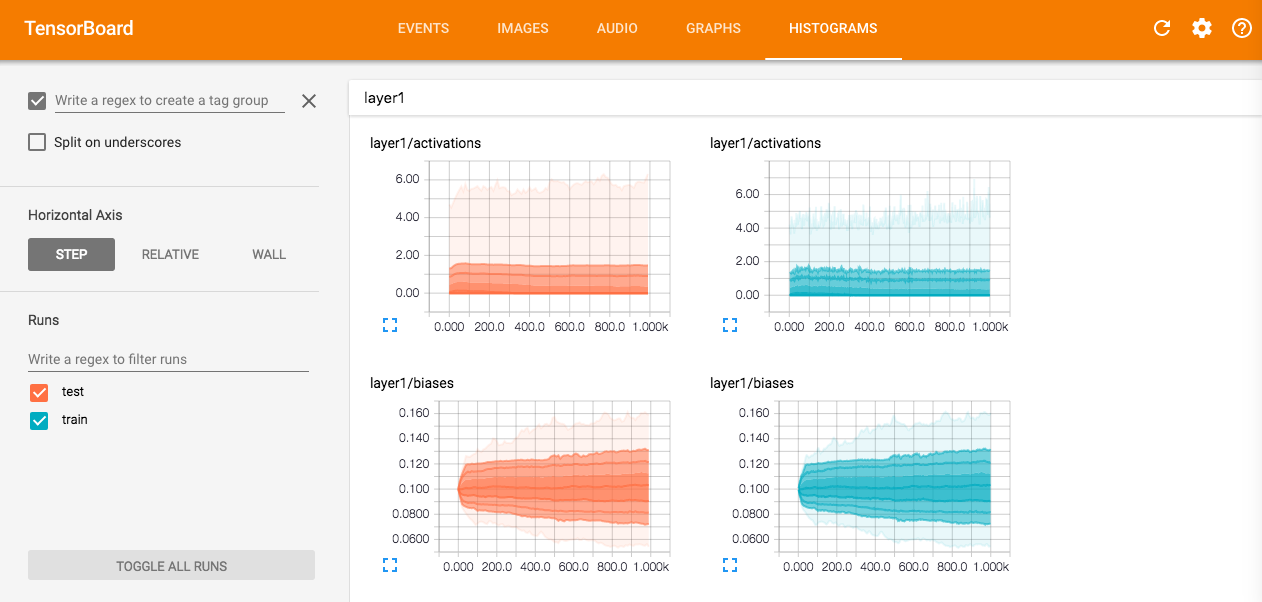 TensorBoard
EVENTS IMAGES AUDIO GRAPHS HISTOGRAMS
Write a regex to create a tag group
Split on underscores
Horizontal Axis
STEP RELATIVE WALL
Runs
Write a regex to filter runs
test
train
TOGGLE ALL RUNS
layer1
layer1/activations
6.00
4.00
2.00
0.00
0.000 200.0 400.0 600.0 800.0 1.000k
layer1/activations
6.00
4.00
2.00
0.00
0.000 200.0 400.0 600.0 800.0 1.000k
layer1/biases
0.160
0.140
0.120
0.100
0.0800
0.0600
0.000 200.0 400.0 600.0 800.0 1.000k
layer1/biases
0.160
0.140
0.120
0.100
0.0800
0.0600
0.000 200.0 400.0 600.0 800.0 1.000k